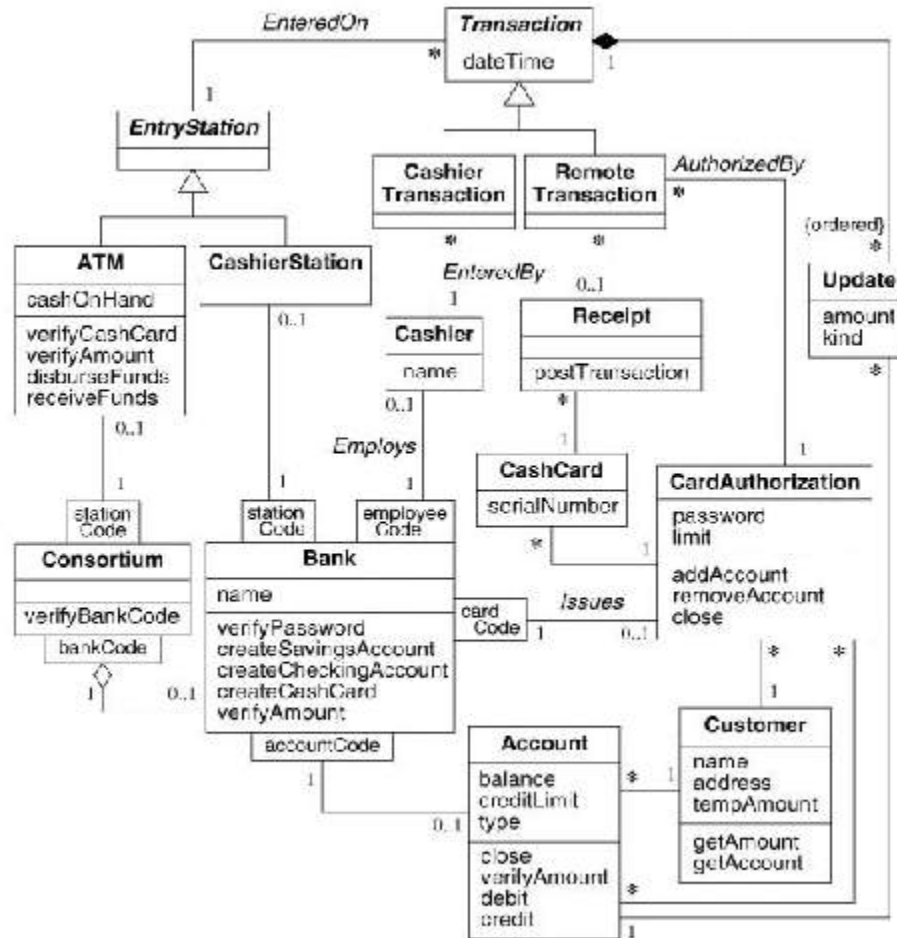 EnteredOn
Transaction
dateTime
*
1
1
EntryStation
Cashier
Transaction
Remote
Transaction
AuthorizedBy
*
*
*
{ordered}
*
ATM
cashOnHand
verifyCashCard
verifyAmount
disburseFunds
receiveFunds
CashierStation
0..1
EnteredBy
1
0..1
Update
amount
kind
*
Cashier
name
0..1
Receipt
postTransaction
*
0..1
Employs
1
1
1
1
1
CashCard
serialNumber
*
CardAuthorization
password
limit
addAccount
removeAccount
close
1
station
Code
station
Code
employee
Code
Consortium
verifyBankCode
bankCode
Bank
name
verifyPassword
createSavingsAccount
createCheckingAccount
createCashCard
verifyAmount
accountCode
card
Code
Issues
1
0..1
*
*
1
0..1
1
1
0..1
Account
balance
creditLimit
type
close
verifyAmount
debit
credit
*
1
*
1
Customer
name
address
tempAmount
getAmount
getAccount